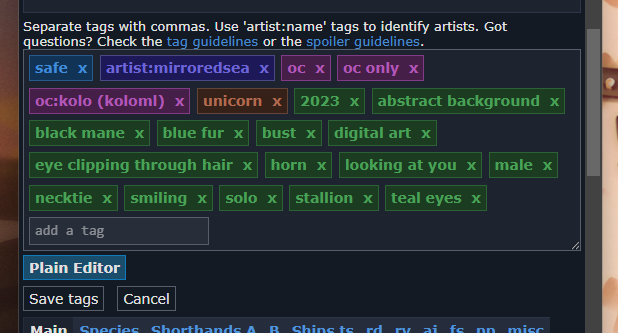 Separate tags with commas. Use 'artist:name' tags to identify artists. Got
questions? Check the tag guidelines or the spoiler guidelines.
safe x artist:mirroredsea x oc x oc only x
oc:kolo (koloml) x unicorn x 2023 x abstract background x
black mane x blue fur x bust x digital art x
eye clipping through hair x horn x looking at you x male x
necktie x smiling x solo x stallion x teal eyes x
add a tag
Plain Editor
Save tags Cancel
Main Species Shorthands A B Ships ts rd ry aj fs pp misc